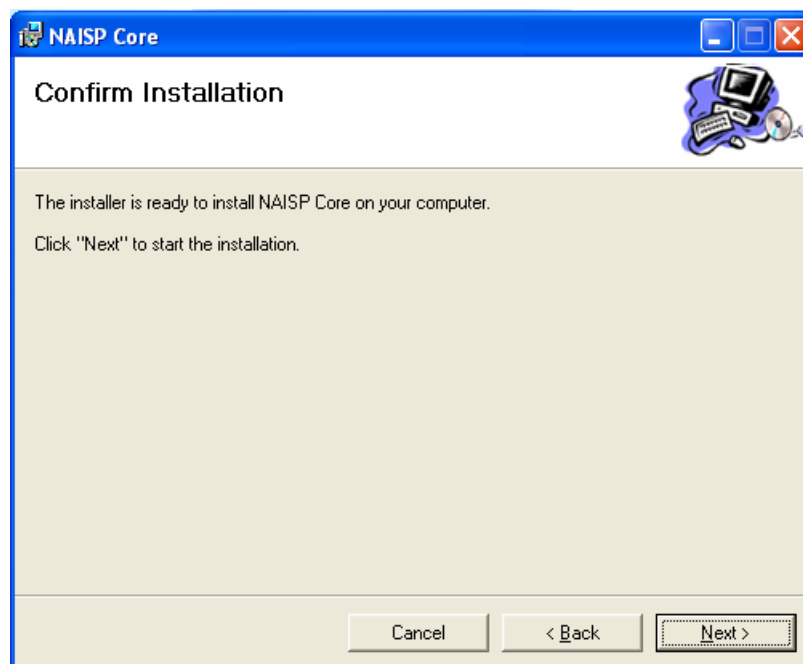 NAISP Core
Confirm Installation
The installer is ready to install NAISP Core on your computer.
Click "Next" to start the installation.
Cancel
< Back
Next >